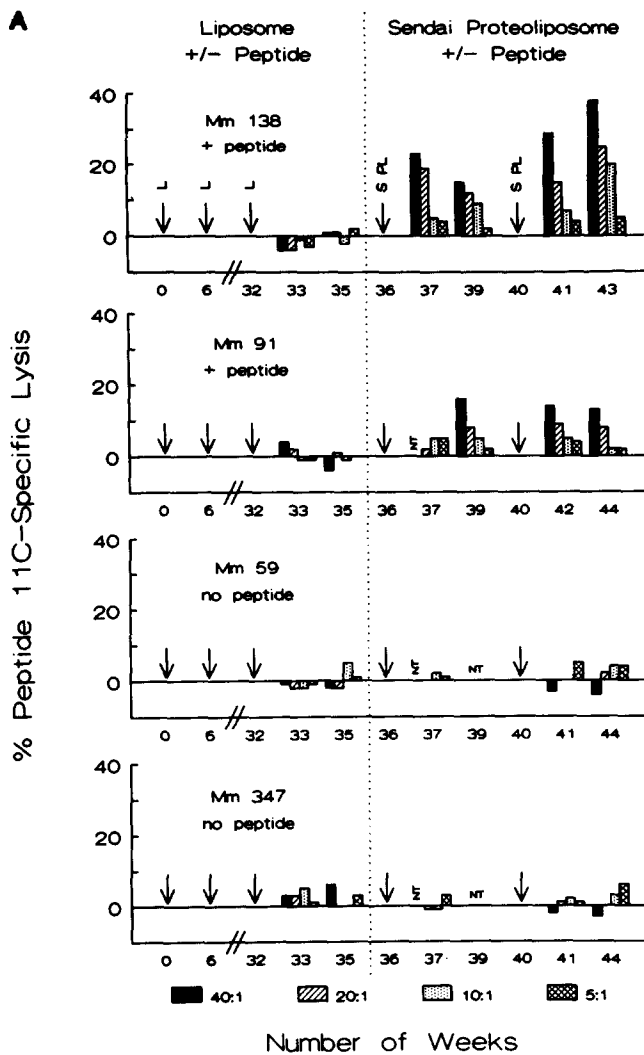 A
Liposome
+/− Peptide
Sendai Proteoliposome
+/− Peptide
% Peptide 11C−Specific Lysis
40
20
0
Mm 138
+ peptide
L
L
L
S PL
S PL
0 6 32 33 35 36 37 39 40 41 43
40
20
0
Mm 91
+ peptide
NT
0 6 32 33 35 36 37 39 40 42 44
40
20
0
Mm 59
no peptide
NT
NT
0 6 32 33 35 36 37 39 40 41 44
40
20
0
Mm 347
no peptide
NT
NT
0 6 32 33 35 36 37 39 40 41 44
40:1 20:1 10:1 5:1
Number of Weeks